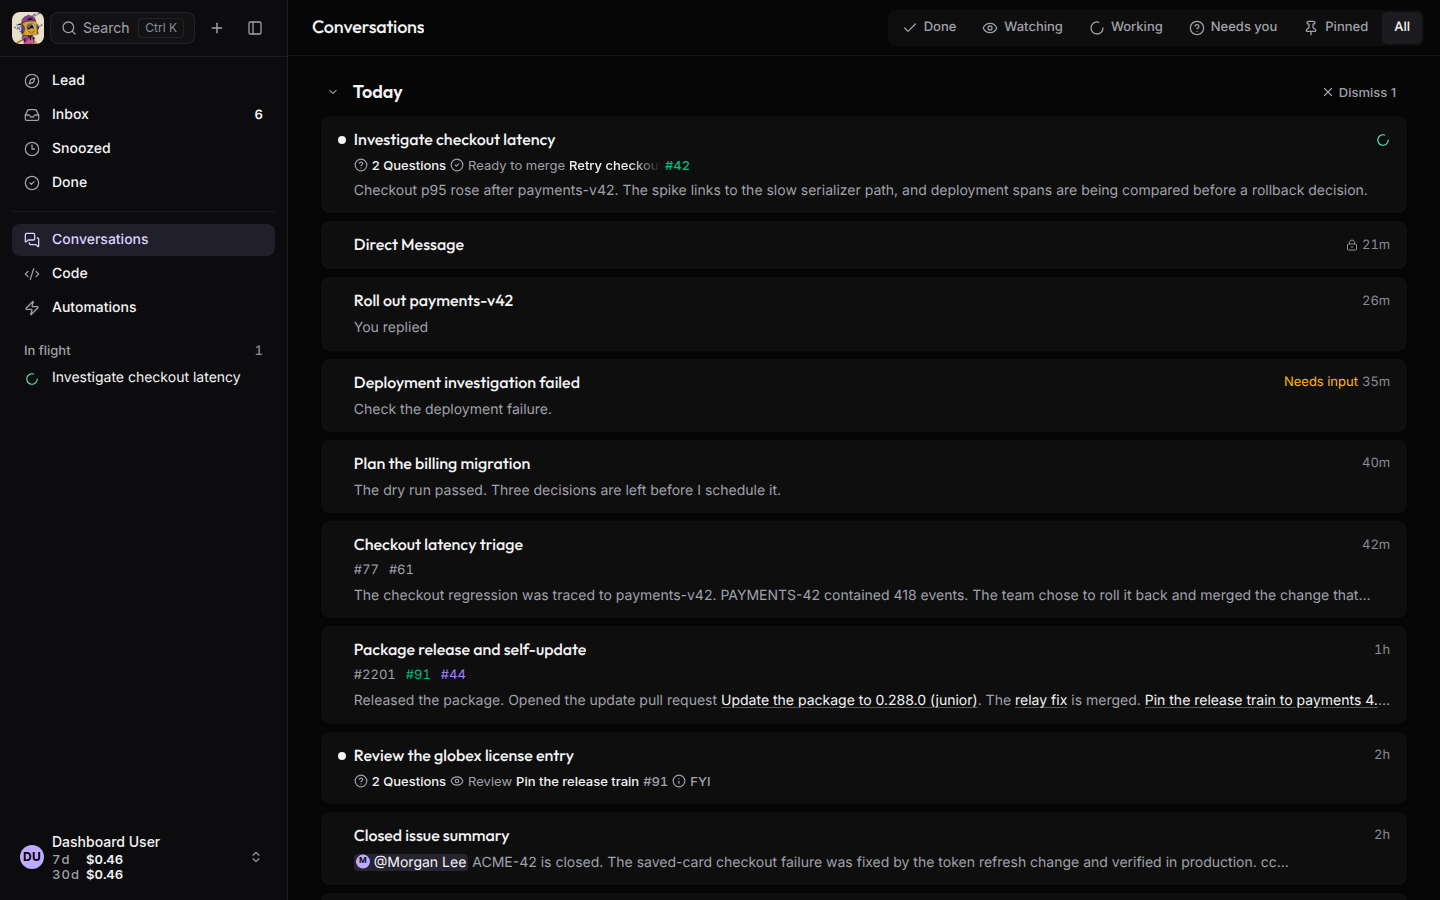 Search Ctrl K
Lead
Inbox 6
Snoozed
Done
Conversations
Code
Automations
In flight 1
Investigate checkout latency
Dashboard User
DU
7d $0.46
30d $0.46
Conversations
Done Watching Working Needs you Pinned All
Today
Dismiss 1
Investigate checkout latency
2 Questions Ready to merge Retry checkou #42
Checkout p95 rose after payments-v42. The spike links to the slow serializer path, and deployment spans are being compared before a rollback decision.
Direct Message 21m
Roll out payments-v42 26m
You replied
Deployment investigation failed Needs input 35m
Check the deployment failure.
Plan the billing migration 40m
The dry run passed. Three decisions are left before I schedule it.
Checkout latency triage 42m
#77 #61
The checkout regression was traced to payments-v42. PAYMENTS-42 contained 418 events. The team chose to roll it back and merged the change that...
Package release and self-update 1h
#2201 #91 #44
Released the package. Opened the update pull request Update the package to 0.288.0 (junior). The relay fix is merged. Pin the release train to payments 4....
Review the globex license entry 2h
2 Questions Review Pin the release train #91 FYI
Closed issue summary 2h
M @Morgan Lee ACME-42 is closed. The saved-card checkout failure was fixed by the token refresh change and verified in production. cc...